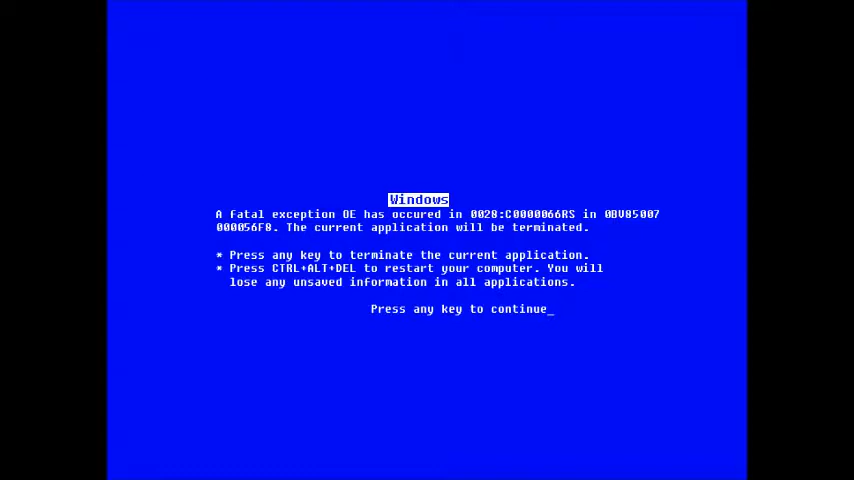 Windows
A fatal exception OE has occured in 0028:C0000066RS in 0BV85007
000056F8. The current application will be terminated.
* Press any key to terminate the current application.
* Press CTRL+ALT+DEL to restart your computer. You will
lose any unsaved information in all applications.
Press any key to continue_